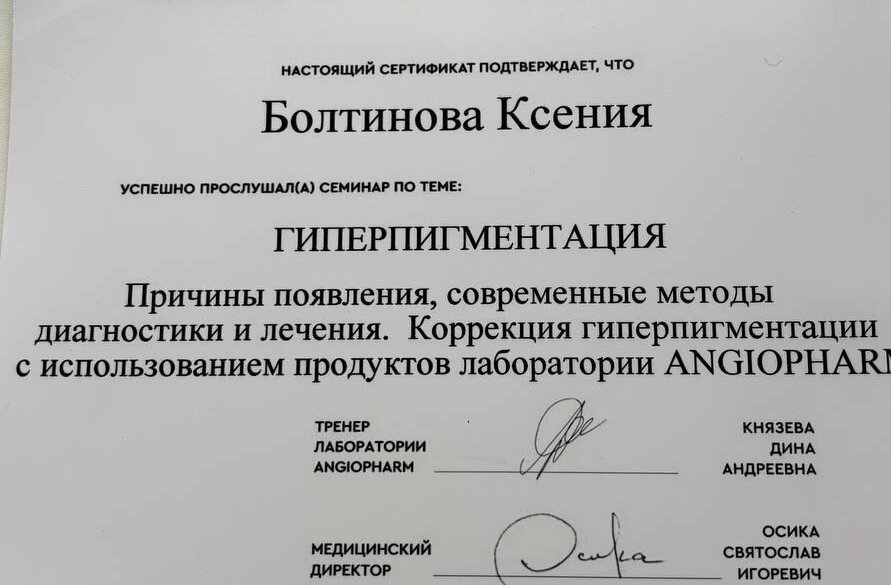 НАСТОЯЩИЙ СЕРТИФИКАТ ПОДТВЕРЖДАЕТ, ЧТО
Болтинова Ксения
УСПЕШНО ПРОСЛУШАЛ(А) СЕМИНАР ПО ТЕМЕ:
ГИПЕРПИГМЕНТАЦИЯ
Причины появления, современные методы
диагностики и лечения. Коррекция гиперпигментации
с использованием продуктов лаборатории ANGIOPHARM
ТРЕНЕР
ЛАБОРАТОРИИ
ANGIOPHARM
КНЯЗЕВА
ДИНА
АНДРЕЕВНА
МЕДИЦИНСКИЙ
ДИРЕКТОР
Осика
ОСИКА
СВЯТОСЛАВ
ИГОРЕВИЧ